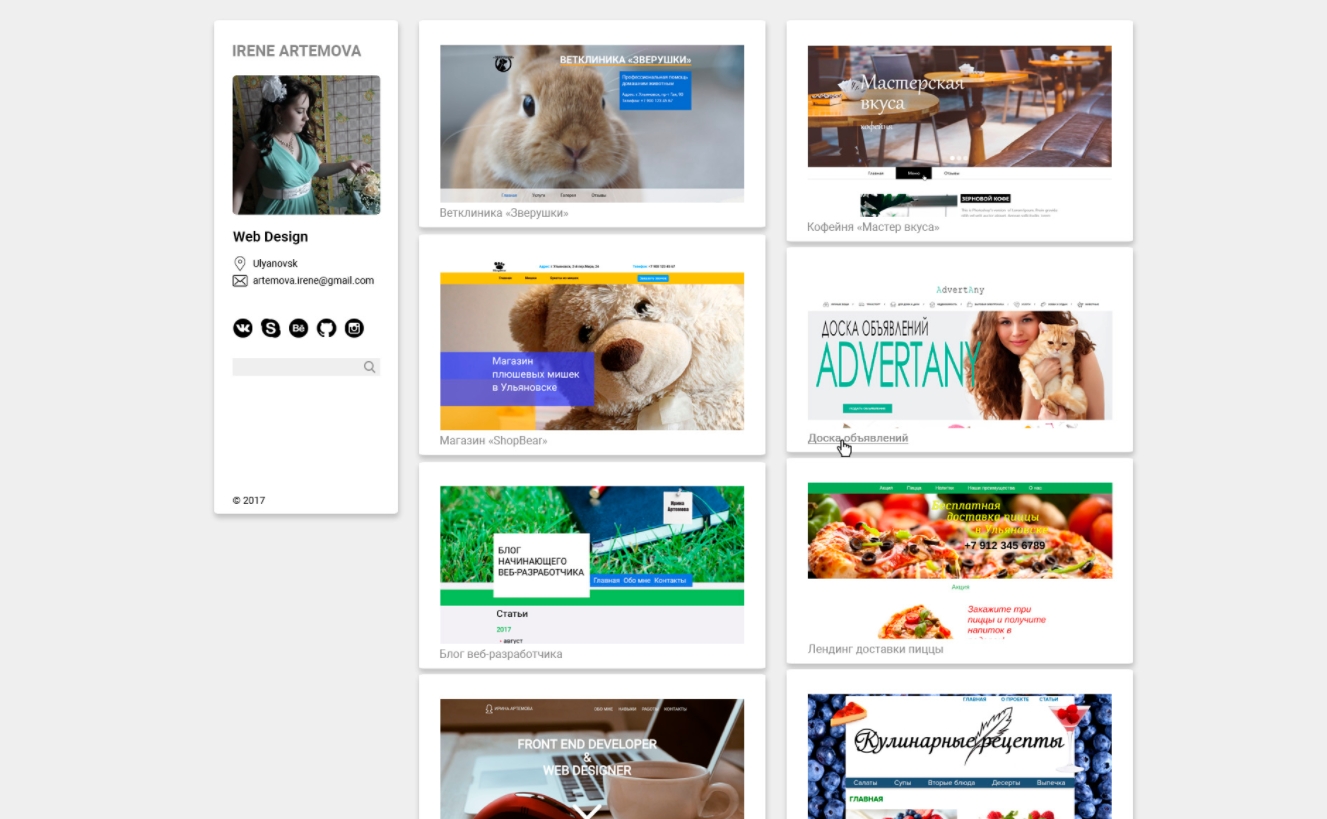 IRENE ARTEMOVA
Web Design
Ulyanovsk
artemova.irene@gmail.com
Bē
© 2017
ВЕТКЛИНИКА «ЗВЕРУШКИ»
Профессиональная помощь
домашним животным
Главная Услуги Галерея Отзывы
Ветклиника «Зверушки»
Магазин
плюшевых мишек
в Ульяновске
Магазин «ShopBear»
Ирина
Артемова
БЛОГ
НАЧИНАЮЩЕГО
ВЕБ-РАЗРАБОТЧИКА
Главная Обо мне Контакты
Статьи
2017
- август
Блог веб-разработчика
ИРИНА АРТЕМОВА
ОБО МНЕ НАВЫКИ РАБОТЫ КОНТАКТЫ
FRONT END DEVELOPER
&
WEB DESIGNER
Мастерская
вкуса
кофейня
Главная Меню Отзывы
ЗЕРНОВОЙ КОФЕ
Кофейня «Мастер вкуса»
AdvertAny
ДОСКА ОБЪЯВЛЕНИЙ
ADVERTANY
Доска объявлений
Акция Пицца Напитки Наши преимущества О нас
Бесплатная
доставка пиццы
в Ульяновске
+7 912 345 6789
Акция
Закажите три
пиццы и получите
напиток в
Лендинг доставки пиццы
ГЛАВНАЯ О ПРОЕКТЕ СТАТЬИ
Кулинарные рецепты
Салаты Супы Вторые блюда Десерты Выпечка
ГЛАВНАЯ